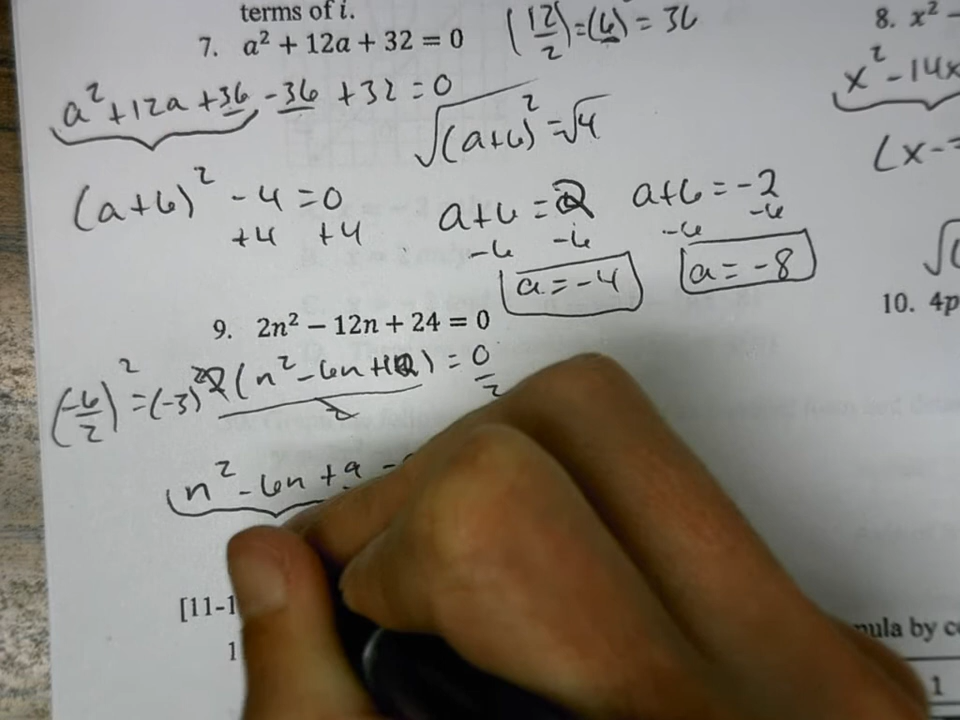 terms of i.
7. a² + 12a + 32 = 0
(12/2) = (6)² = 36
8. x² −
a² + 12a + 36 − 36 + 32 = 0
x² − 14x
√(a+6)² = √4
(x −
(a+6)² − 4 = 0
+4 +4
a+6 = 2
−6 −6
a = −4
a+6 = −2
−6 −6
a = −8
10. 4p
9. 2n² − 12n + 24 = 0
(−6/2)² = (−3)²
2(n² − 6n + 12) = 0
2 2
n² − 6n + 9 −
[11-1
1
mula by co
1